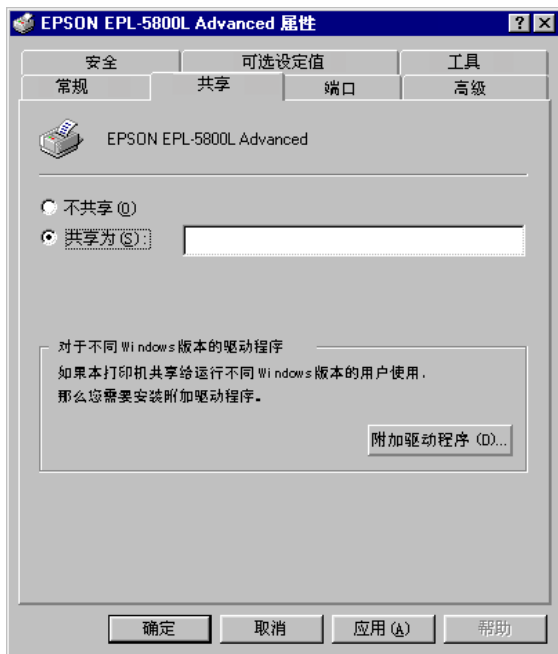 EPSON EPL-5800L Advanced 属性
安全 可选设定值 工具
常规 共享 端口 高级
EPSON EPL-5800L Advanced
不共享(O)
共享为(S):
对于不同Windows版本的驱动程序
如果本打印机共享给运行不同Windows版本的用户使用.
那么您需要安装附加驱动程序。
附加驱动程序(D)...
确定 取消 应用(A) 帮助